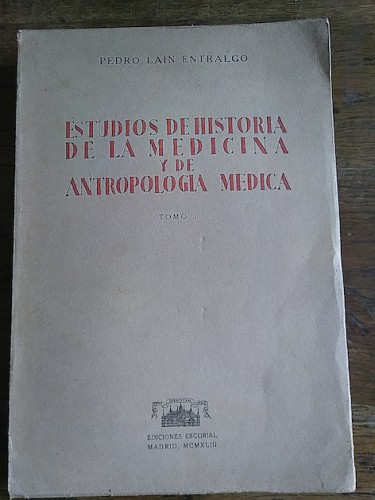 PEDRO LAIN ENTRALGO
ESTUDIOS DE HISTORIA
DE LA MEDICINA
Y DE
ANTROPOLOGIA MEDICA
TOMO I
EDICIONES ESCORIAL
MADRID, MCMXLIII